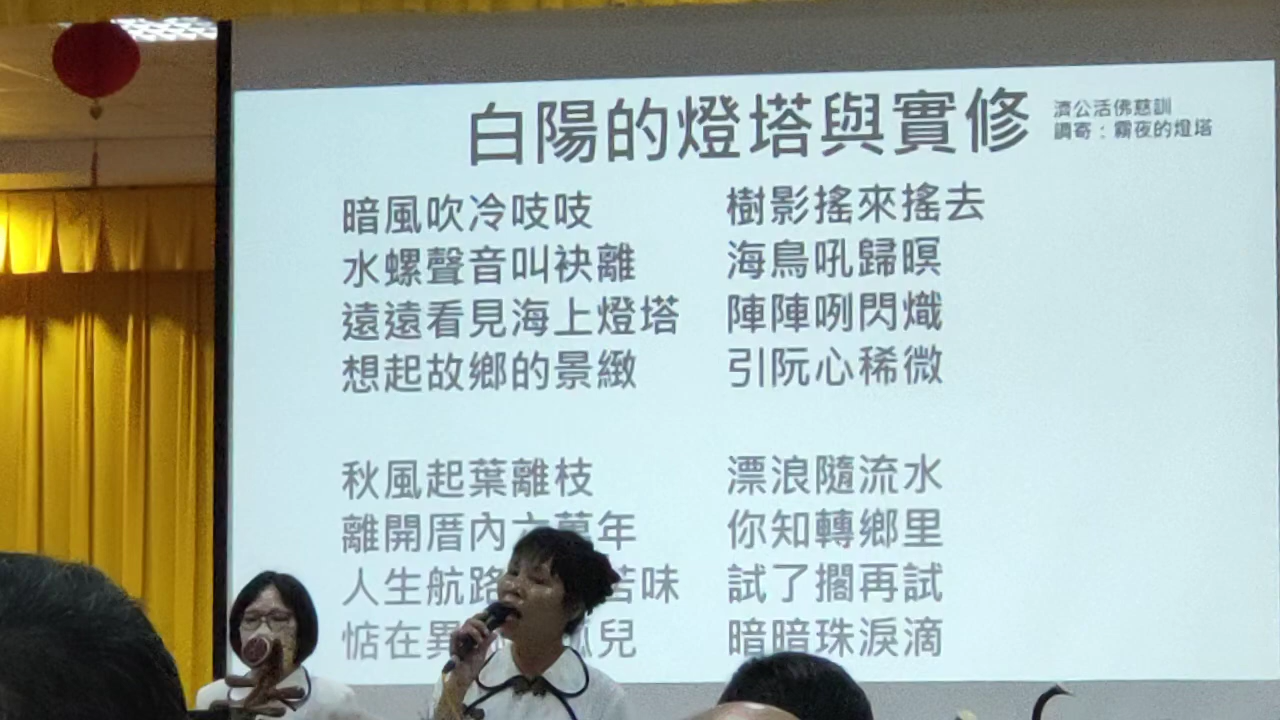 白陽的燈塔與實修
濟公活佛慈訓
調寄：霧夜的燈塔
暗風吹冷吱吱 樹影搖來搖去
水螺聲音叫袂離 海鳥吼歸暝
遠遠看見海上燈塔 陣陣咧閃熾
想起故鄉的景緻 引阮心稀微
秋風起葉離枝 漂浪隨流水
離開厝內 年 你知轉鄉里
人生航路 苦味 試了擱再試
惦在異 兒 暗暗珠淚滴